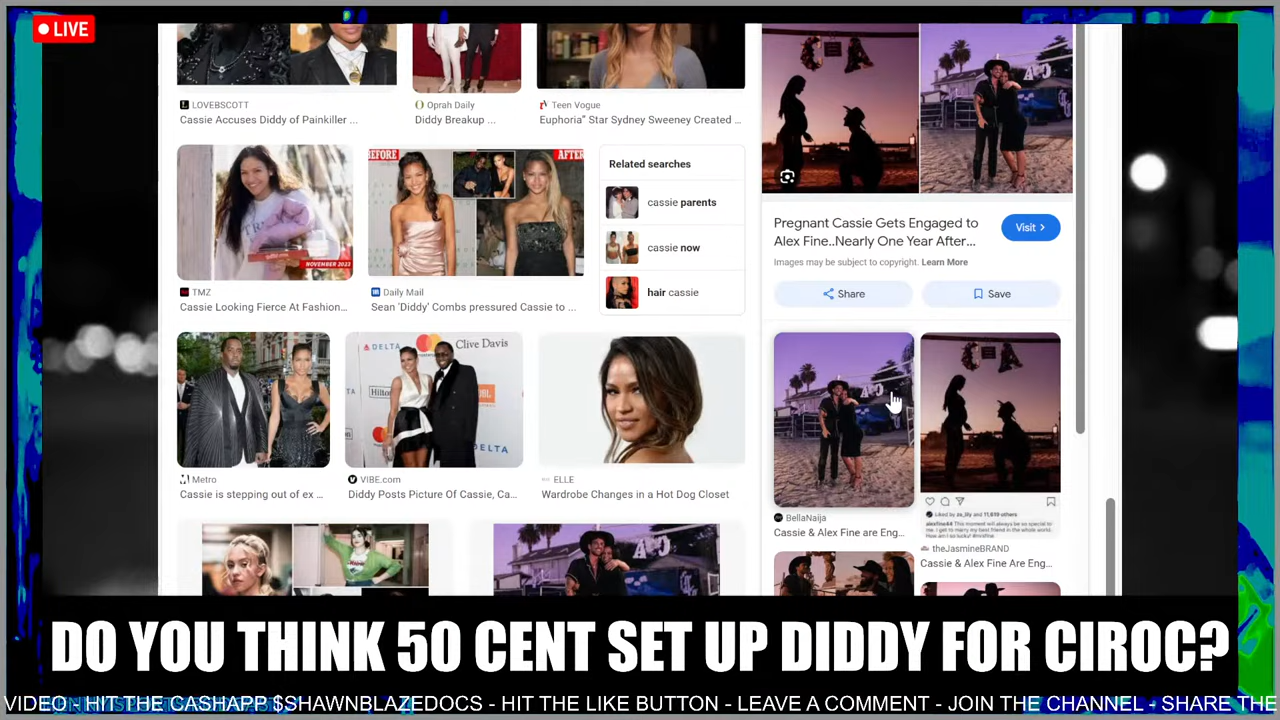 LIVE
LOVEBSCOTT
Cassie Accuses Diddy of Painkiller ...
Oprah Daily
Diddy Breakup ...
Teen Vogue
Euphoria” Star Sydney Sweeney Created ...
BEFORE
AFTER
NOVEMBER 2023
Related searches
cassie parents
cassie now
hair cassie
TMZ
Cassie Looking Fierce At Fashion...
Daily Mail
Sean 'Diddy' Combs pressured Cassie to ...
Clive Davis
DELTA
Hilton
DELTA
Metro
Cassie is stepping out of ex ...
VIBE.com
Diddy Posts Picture Of Cassie, Ca...
ELLE
Wardrobe Changes in a Hot Dog Closet
Pregnant Cassie Gets Engaged to
Alex Fine..Nearly One Year After...
Visit
Images may be subject to copyright. Learn More
Share
Save
BellaNaija
Cassie & Alex Fine are Eng...
theJasmineBRAND
Cassie & Alex Fine Are Eng...
DO YOU THINK 50 CENT SET UP DIDDY FOR CIROC?
VIDEO - HIT THE CASHAPP $SHAWNBLAZEDOCS - HIT THE LIKE BUTTON - LEAVE A COMMENT - JOIN THE CHANNEL - SHARE THE